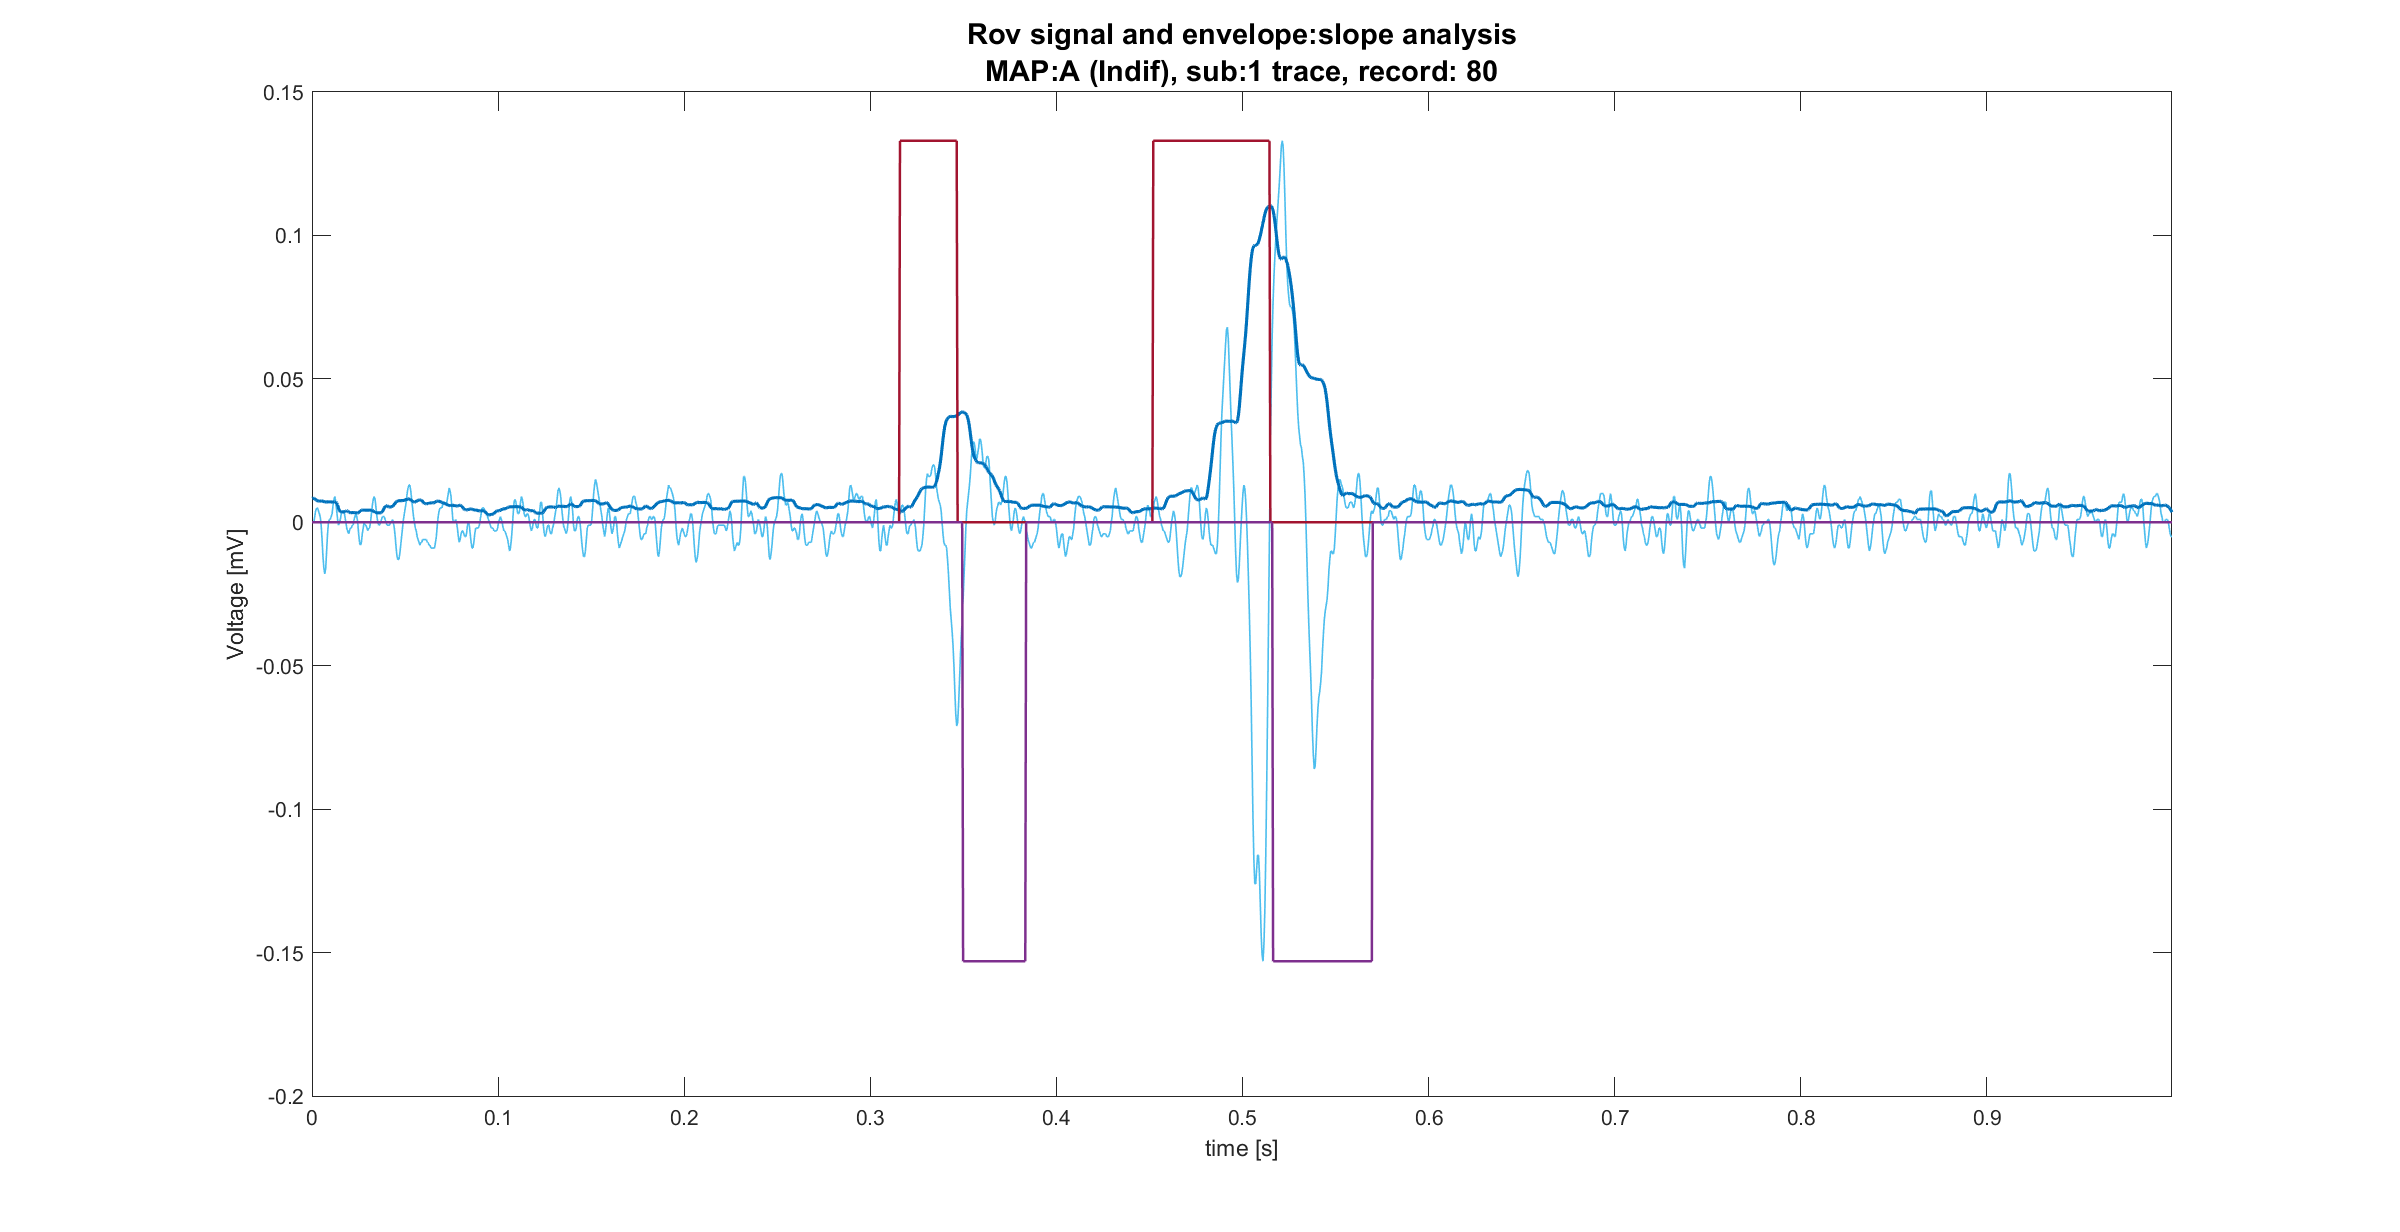 Rov signal and envelope:slope analysis
MAP:A (Indif), sub:1 trace, record: 80
0.15
0.1
0.05
0
-0.05
-0.1
-0.15
-0.2
Voltage [mV]
0 0.1 0.2 0.3 0.4 0.5 0.6 0.7 0.8 0.9
time [s]